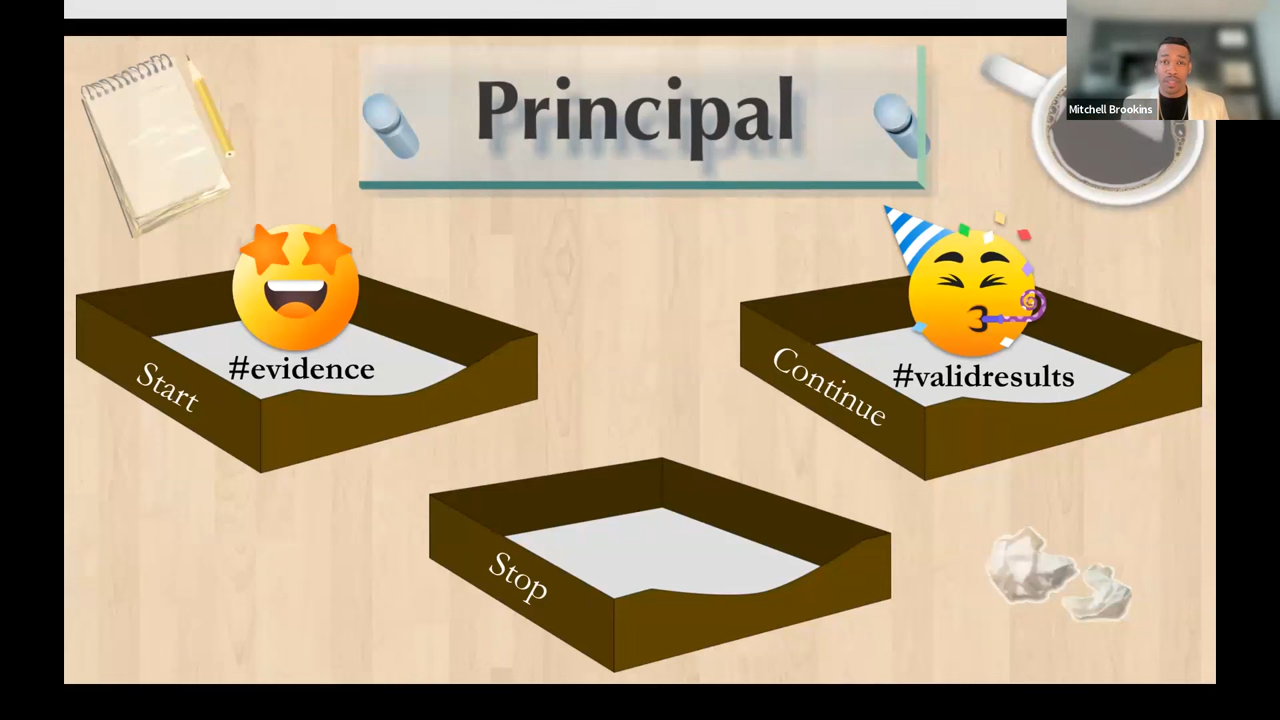 Principal
Mitchell Brookins
#evidence
Start
#validresults
Continue
Stop